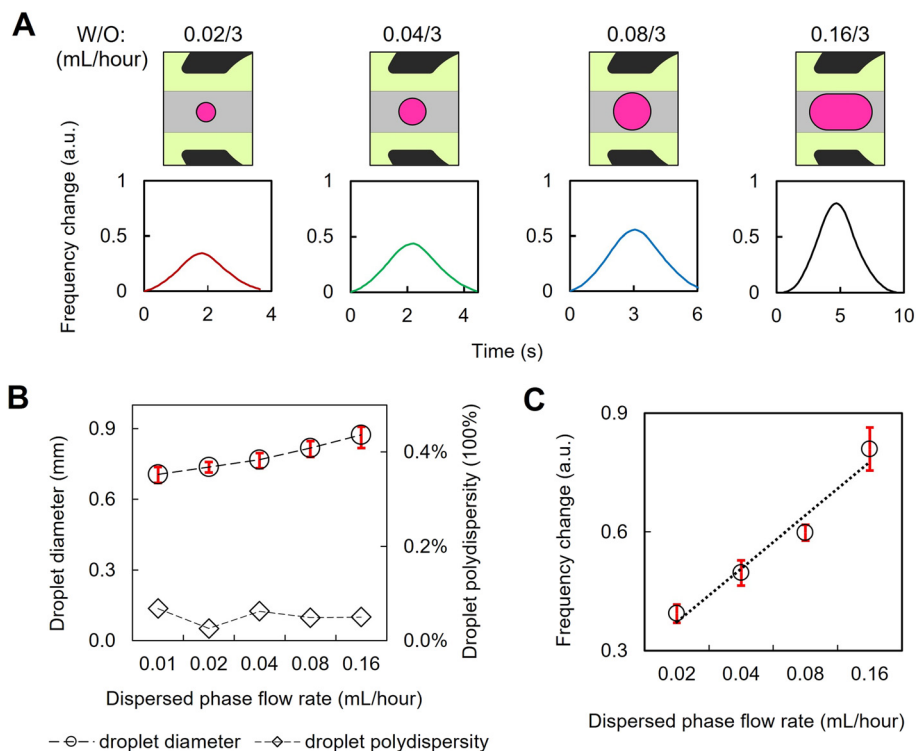 A
W/O: 0.02/3 0.04/3 0.08/3 0.16/3
(mL/hour)
Frequency change (a.u.)
1 1 1 1
0.5 0.5 0.5 0.5
0 0 0 0
0 2 4 0 2 4 0 3 6 0 5 10
Time (s)
B
Droplet diameter (mm)
0.9
0.6
0.3
0.0
0.4%
0.2%
0.0%
Droplet polydispersity (100%)
0.01 0.02 0.04 0.08 0.16
Dispersed phase flow rate (mL/hour)
droplet diameter droplet polydispersity
C
Frequency change (a.u.)
0.9
0.6
0.3
0.02 0.04 0.08 0.16
Dispersed phase flow rate (mL/hour)